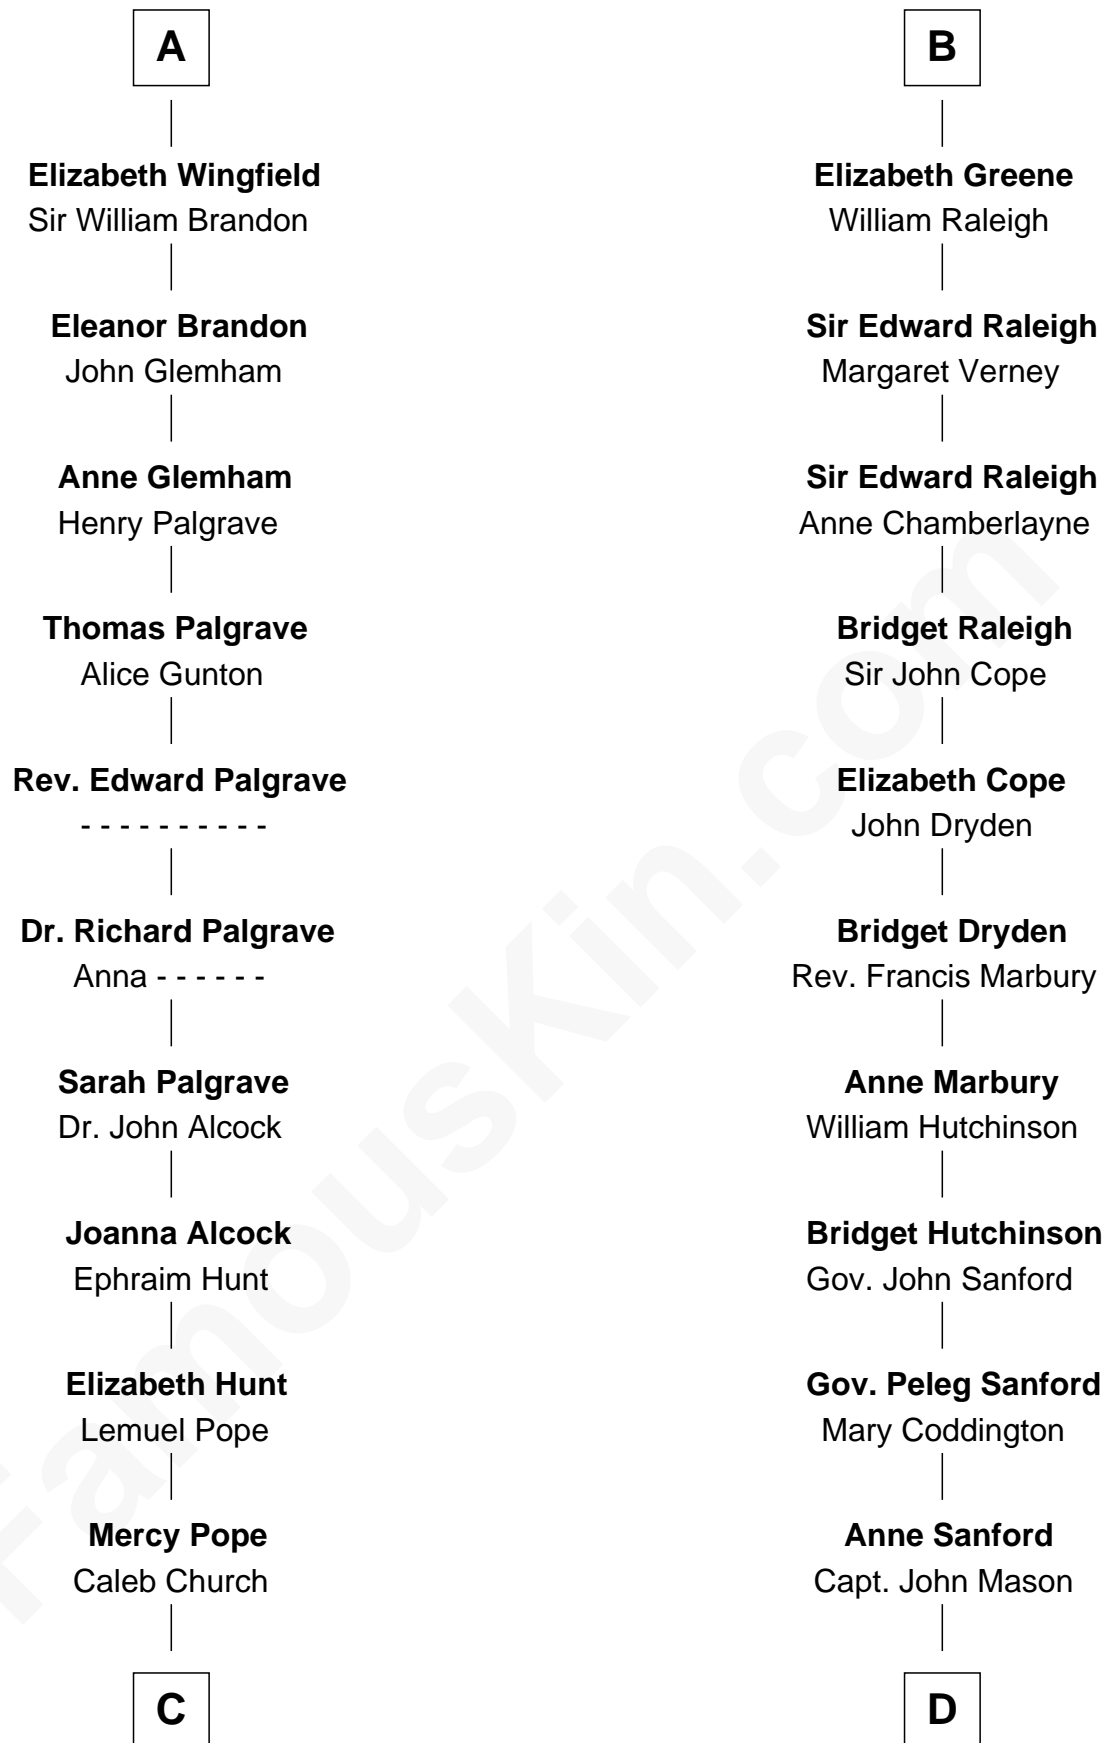 A
Elizabeth Wingfield
Sir William Brandon
Eleanor Brandon
John Glemham
Anne Glemham
Henry Palgrave
Thomas Palgrave
Alice Gunton
Rev. Edward Palgrave
- - - - - - - - - -
Dr. Richard Palgrave
Anna - - - - - -
Sarah Palgrave
Dr. John Alcock
Joanna Alcock
Ephraim Hunt
Elizabeth Hunt
Lemuel Pope
Mercy Pope
Caleb Church
C
B
Elizabeth Greene
William Raleigh
Sir Edward Raleigh
Margaret Verney
Sir Edward Raleigh
Anne Chamberlayne
Bridget Raleigh
Sir John Cope
Elizabeth Cope
John Dryden
Bridget Dryden
Rev. Francis Marbury
Anne Marbury
William Hutchinson
Bridget Hutchinson
Gov. John Sanford
Gov. Peleg Sanford
Mary Coddington
Anne Sanford
Capt. John Mason
D
FamousKin.com